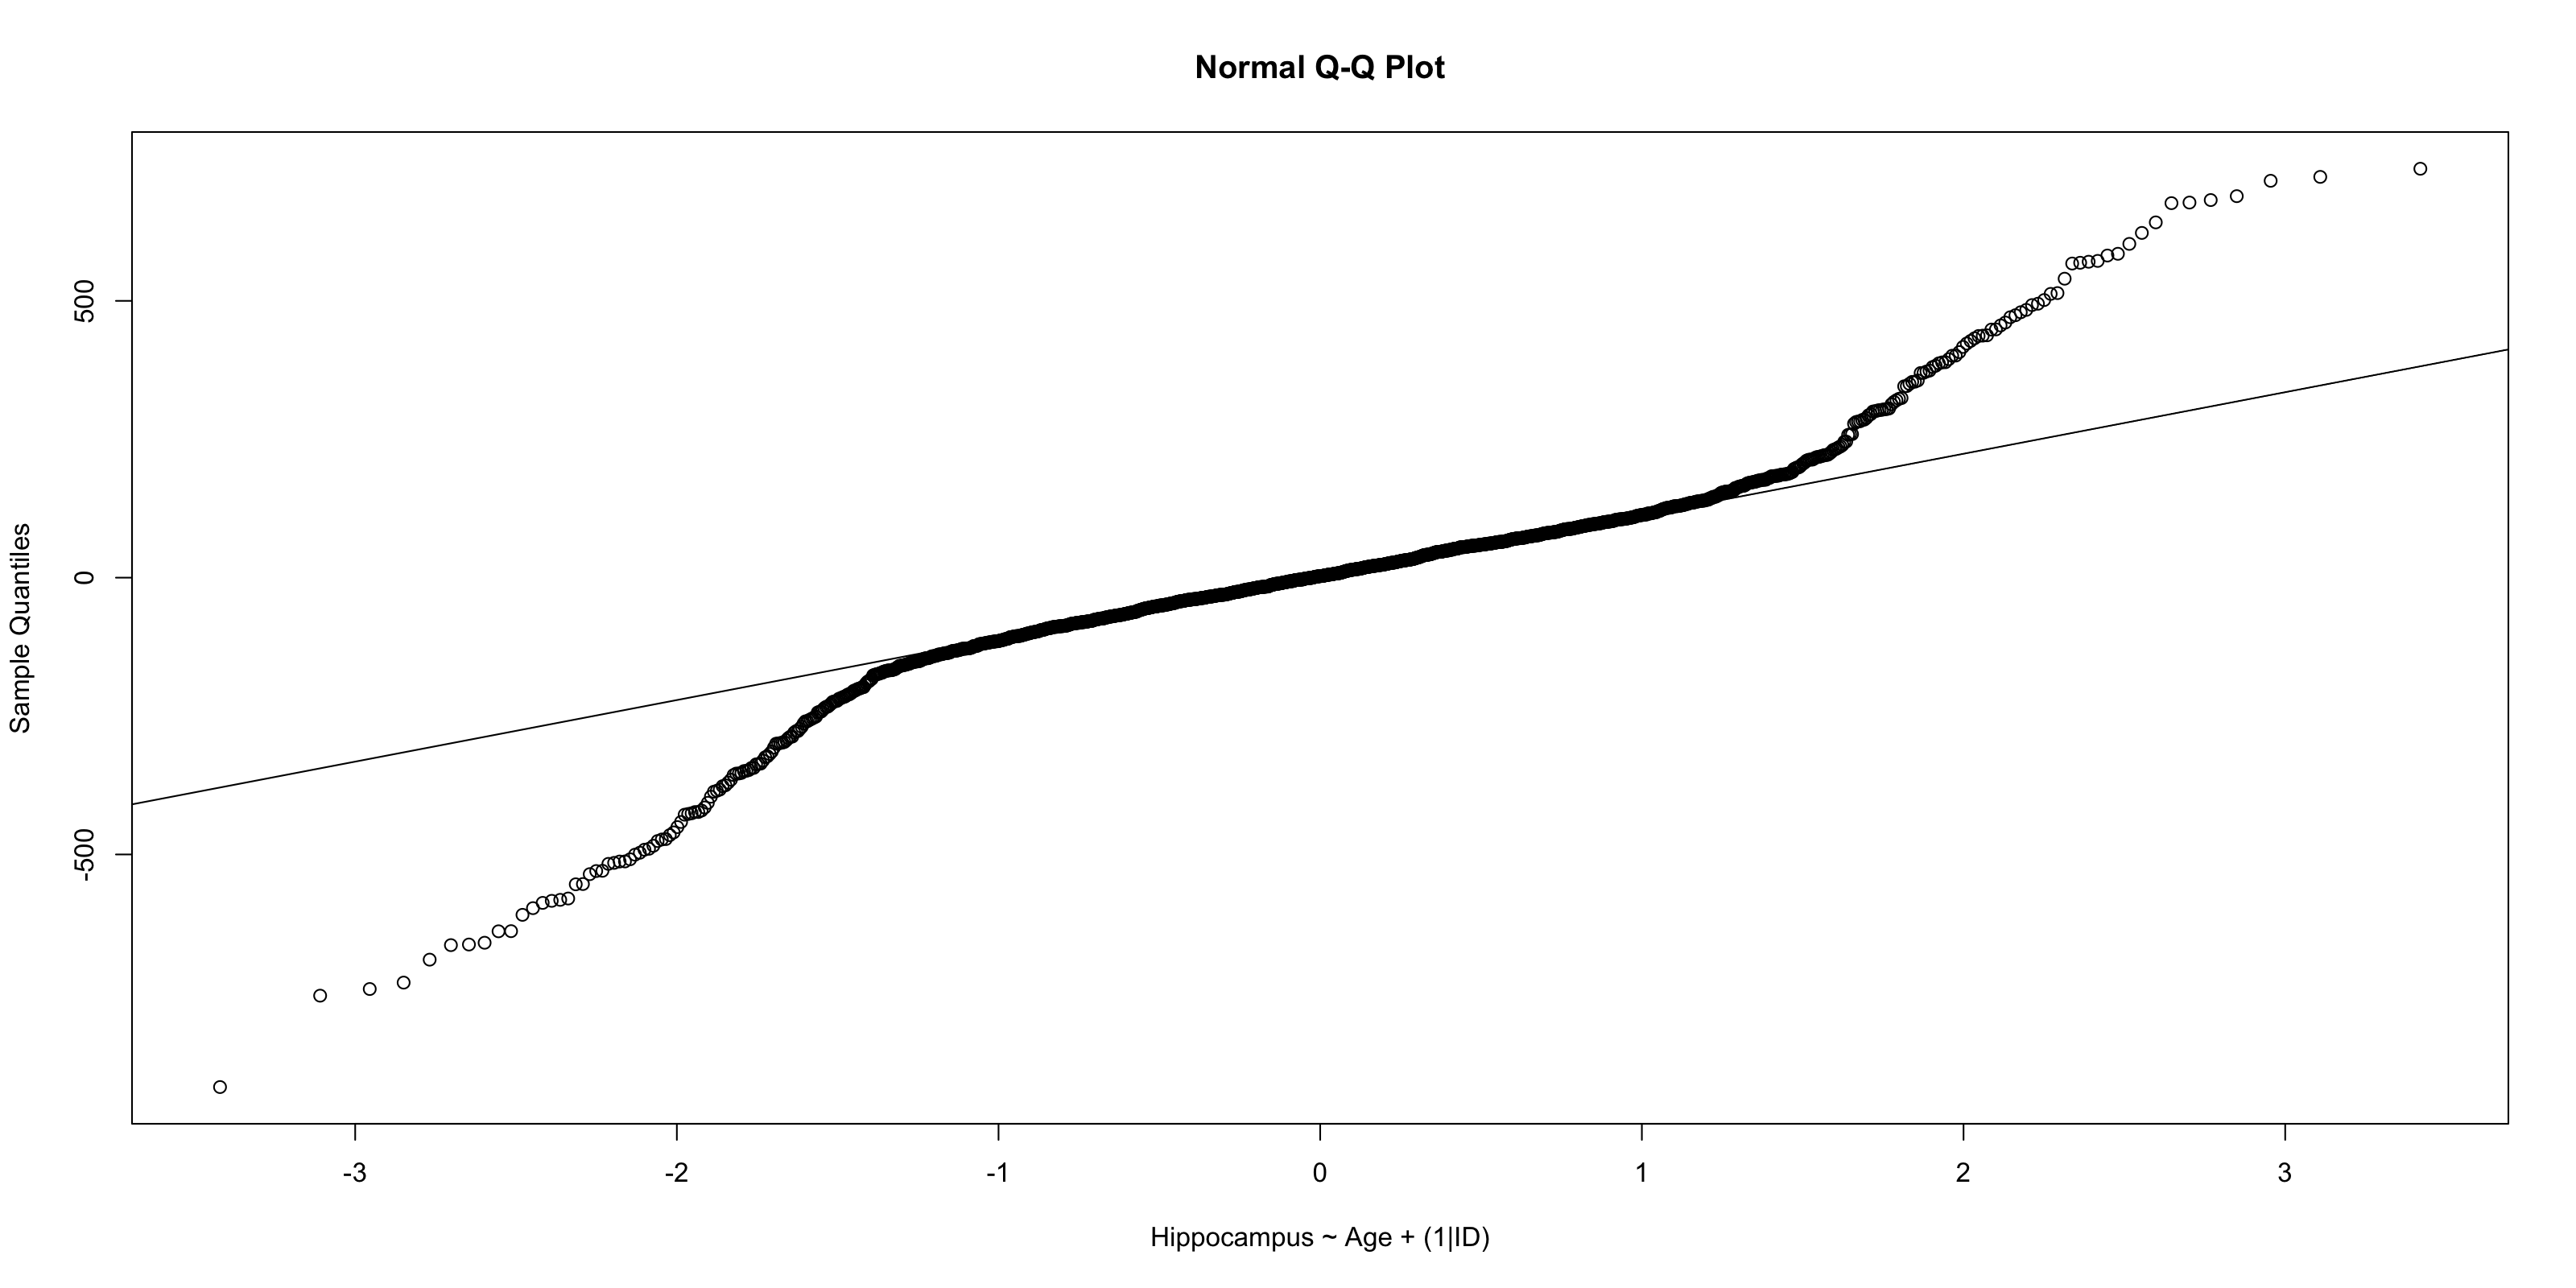 Normal Q-Q Plot
Sample Quantiles
500
0
-500
-3 -2 -1 0 1 2 3
Hippocampus ~ Age + (1|ID)